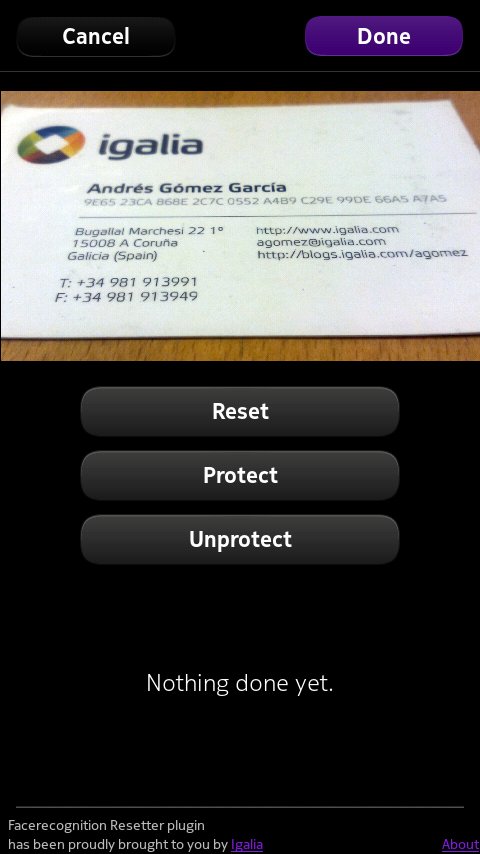 Cancel
Done
igalia
Andrés Gómez García
9E65 23CA 868E 2C7C 0552 A4B9 C29E 99DE 66A5 A7A5
Bugallal Marchesi 22 1º
15008 A Coruña
Galicia (Spain)
http://www.igalia.com
agomez@igalia.com
http://blogs.igalia.com/agomez
T: +34 981 913991
F: +34 981 913949
Reset
Protect
Unprotect
Nothing done yet.
Facerecognition Resetter plugin
has been proudly brought to you by Igalia
About